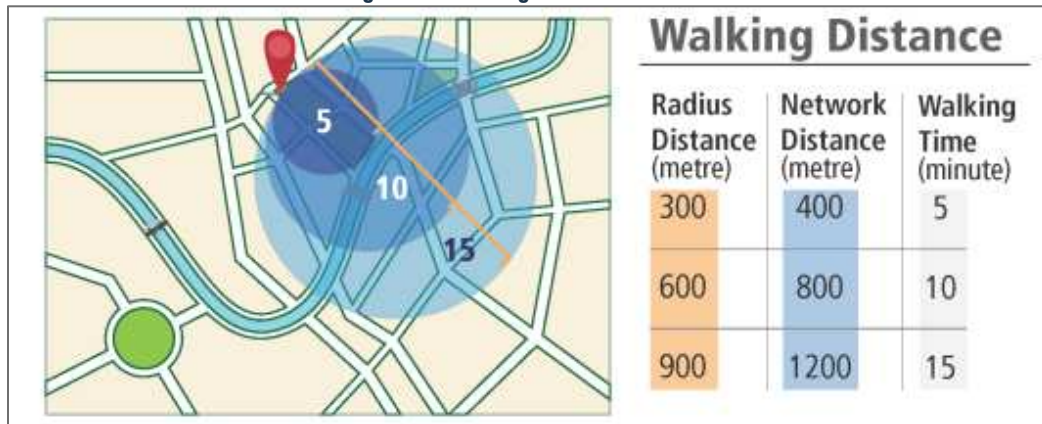 5
10
15
Walking Distance
Radius Distance (metre)
Network Distance (metre)
Walking Time (minute)
300 400 5
600 800 10
900 1200 15